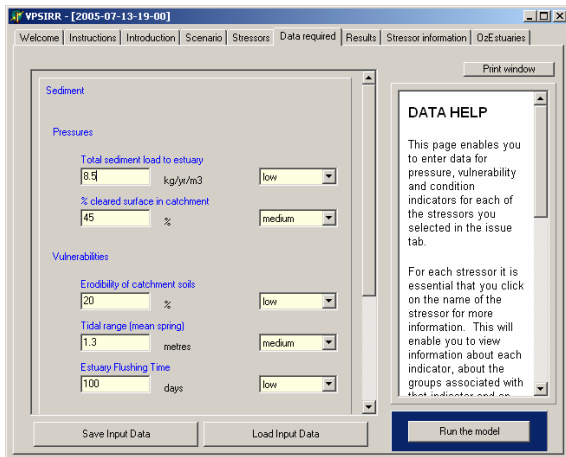 VPSIRR - [2005-07-13-19-00]
Welcome Instructions Introduction Scenario Stressors Data required Results Stressor information OzEstuaries
Print window
Sediment
Pressures
Total sediment load to estuary
8.5 kg/yr/m3 low
% cleared surface in catchment
45 % medium
Vulnerabilities
Erodibility of catchment soils
20 % low
Tidal range (mean spring)
1.3 metres medium
Estuary Flushing Time
100 days low
Save Input Data Load Input Data
DATA HELP
This page enables you
to enter data for
pressure, vulnerability
and condition
indicators for each of
the stressors you
selected in the issue
tab.
For each stressor it is
essential that you click
on the name of the
stressor for more
information. This will
enable you to view
information about each
indicator, about the
groups associated with
that indicator and an
Run the model